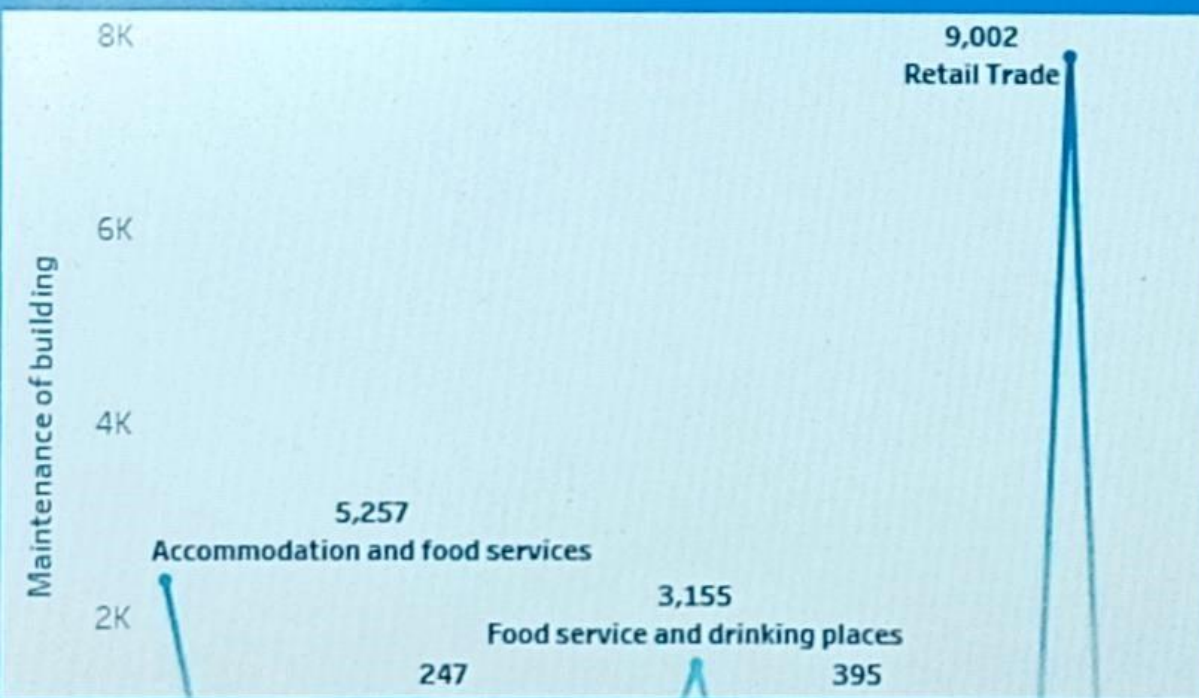 8K
9,002
Retail Trade
6K
Maintenance of building
4K
5,257
Accommodation and food services
2K
3,155
Food service and drinking places
247
395